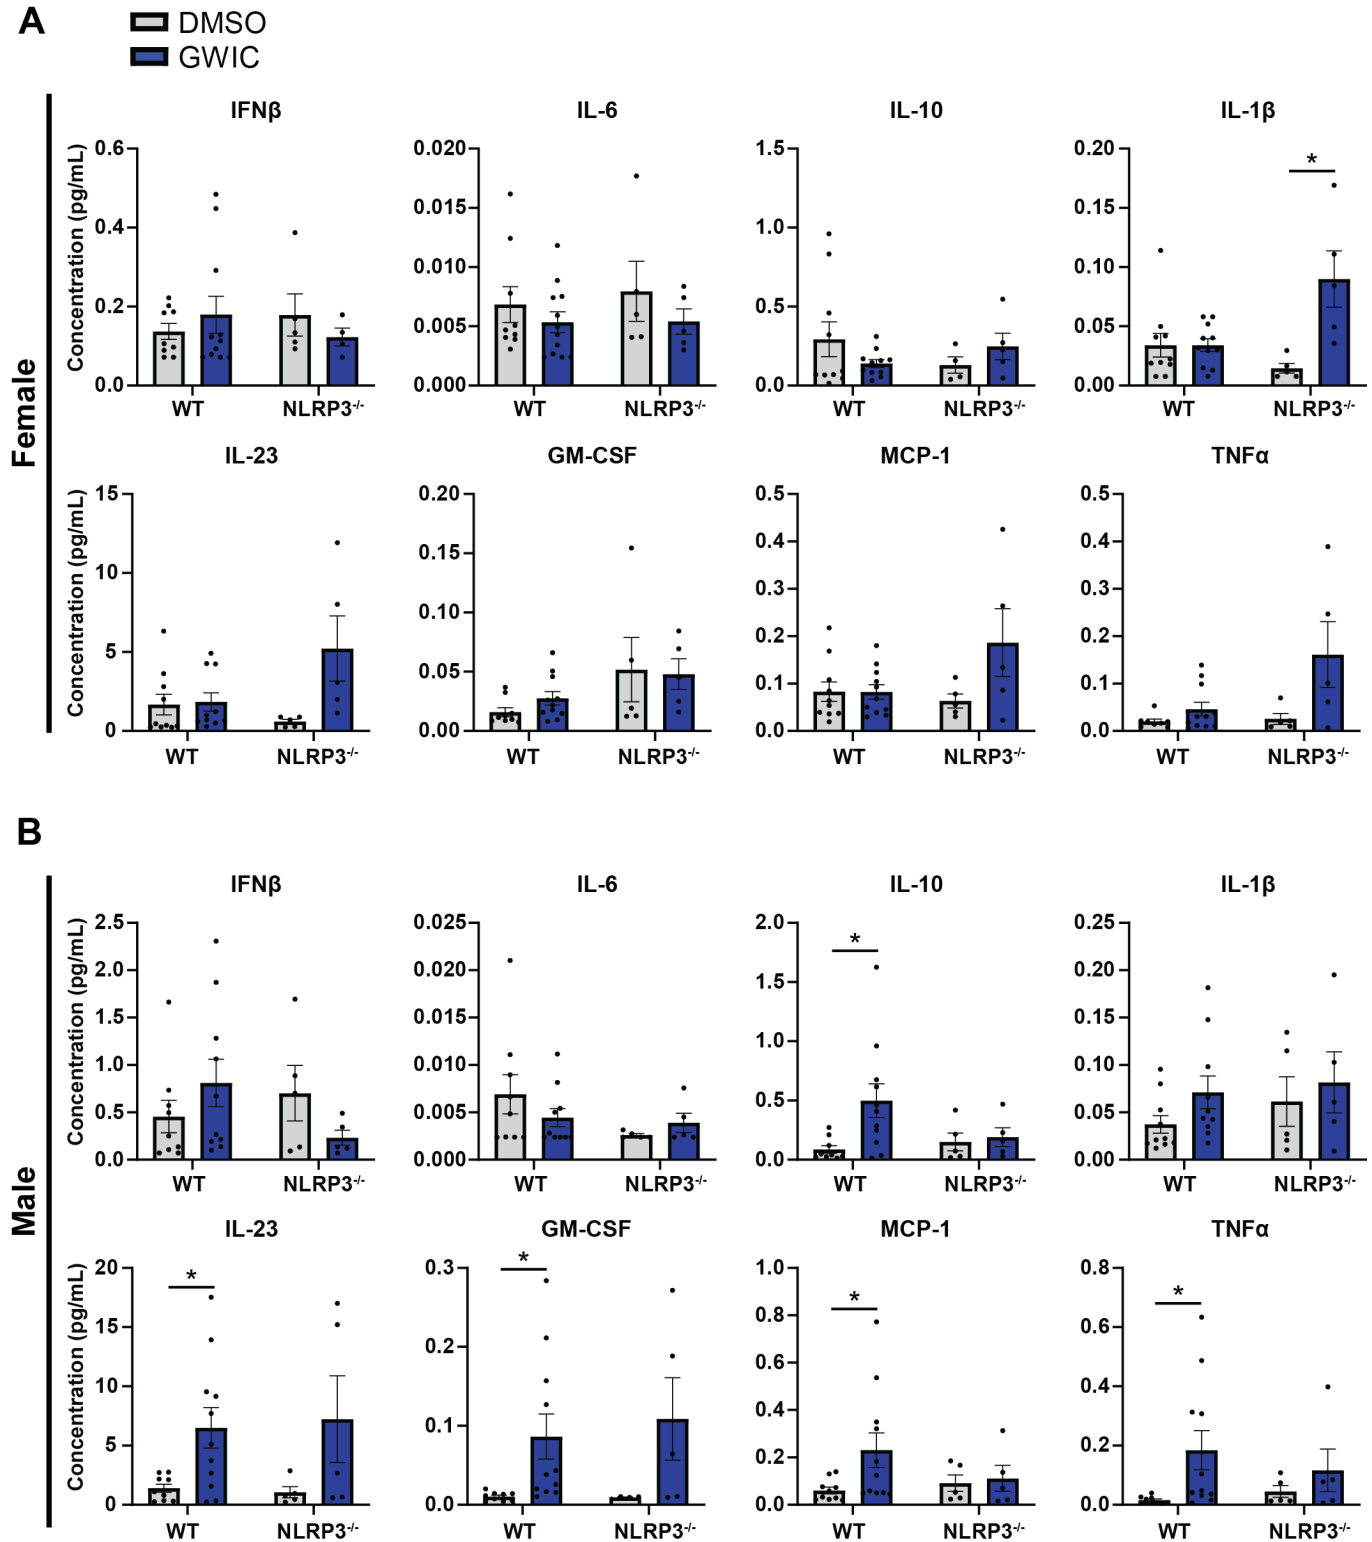 A
DMSO
GWIC
Female
IFNβ
IL-6
IL-10
IL-1β
Concentration (pg/mL)
0.6
0.4
0.2
0.0
WT
NLRP3-/-
0.020
0.015
0.010
0.005
0.000
WT
NLRP3-/-
1.5
1.0
0.5
0.0
WT
NLRP3-/-
0.20
0.15
0.10
0.05
0.00
*
WT
NLRP3-/-
IL-23
GM-CSF
MCP-1
TNFα
Concentration (pg/mL)
15
10
5
0
WT
NLRP3-/-
0.20
0.15
0.10
0.05
0.00
WT
NLRP3-/-
0.5
0.4
0.3
0.2
0.1
0.0
WT
NLRP3-/-
0.5
0.4
0.3
0.2
0.1
0.0
WT
NLRP3-/-
B
Male
IFNβ
IL-6
IL-10
IL-1β
Concentration (pg/mL)
2.5
2.0
1.5
1.0
0.5
0.0
WT
NLRP3-/-
0.025
0.020
0.015
0.010
0.005
0.000
WT
NLRP3-/-
2.0
1.5
1.0
0.5
0.0
*
WT
NLRP3-/-
0.25
0.20
0.15
0.10
0.05
0.00
WT
NLRP3-/-
IL-23
GM-CSF
MCP-1
TNFα
Concentration (pg/mL)
20
15
10
5
0
*
WT
NLRP3-/-
0.3
0.2
0.1
0.0
*
WT
NLRP3-/-
1.0
0.8
0.6
0.4
0.2
0.0
*
WT
NLRP3-/-
0.8
0.6
0.4
0.2
0.0
*
WT
NLRP3-/-